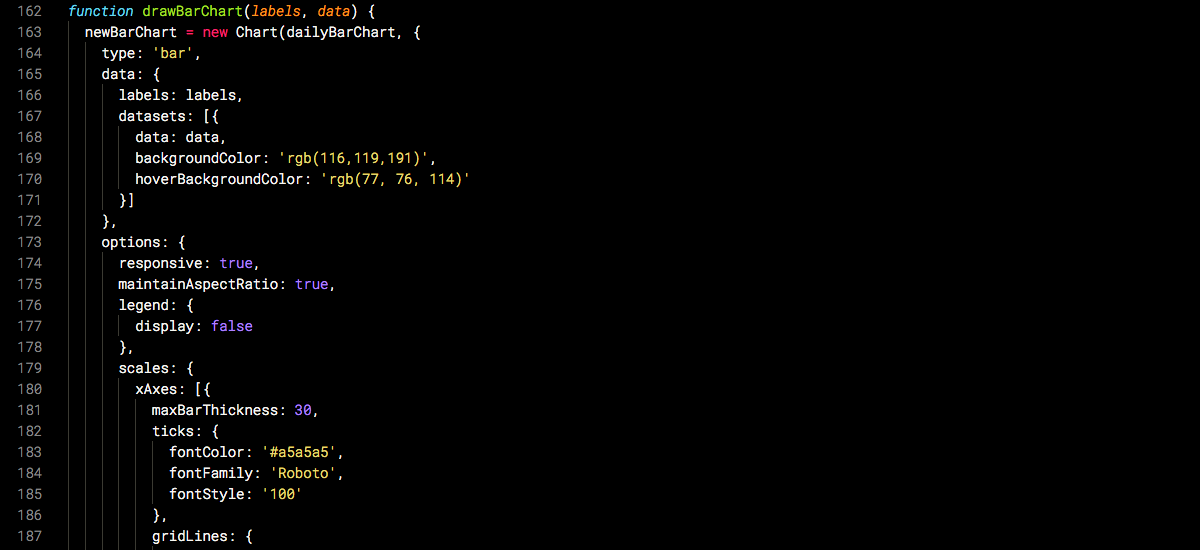 162 function drawBarChart(labels, data) {
163 newBarChart = new Chart(dailyBarChart, {
164 type: 'bar',
165 data: {
166 labels: labels,
167 datasets: [{
168 data: data,
169 backgroundColor: 'rgb(116,119,191)',
170 hoverBackgroundColor: 'rgb(77, 76, 114)'
171 }]
172 },
173 options: {
174 responsive: true,
175 maintainAspectRatio: true,
176 legend: {
177 display: false
178 },
179 scales: {
180 xAxes: [{
181 maxBarThickness: 30,
182 ticks: {
183 fontColor: '#a5a5a5',
184 fontFamily: 'Roboto',
185 fontStyle: '100'
186 },
187 gridLines: {